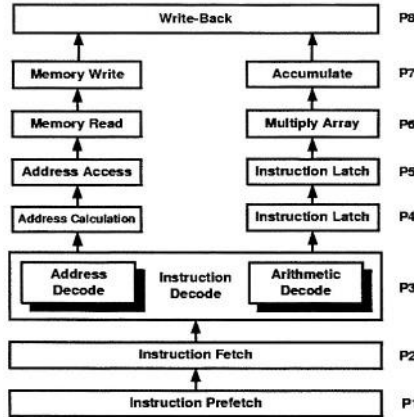 Write-Back P8
Memory Write Accumulate P7
Memory Read Multiply Array P6
Address Access Instruction Latch P5
Address Calculation Instruction Latch P4
Address Decode Instruction Decode Arithmetic Decode P3
Instruction Fetch P2
Instruction Prefetch P1